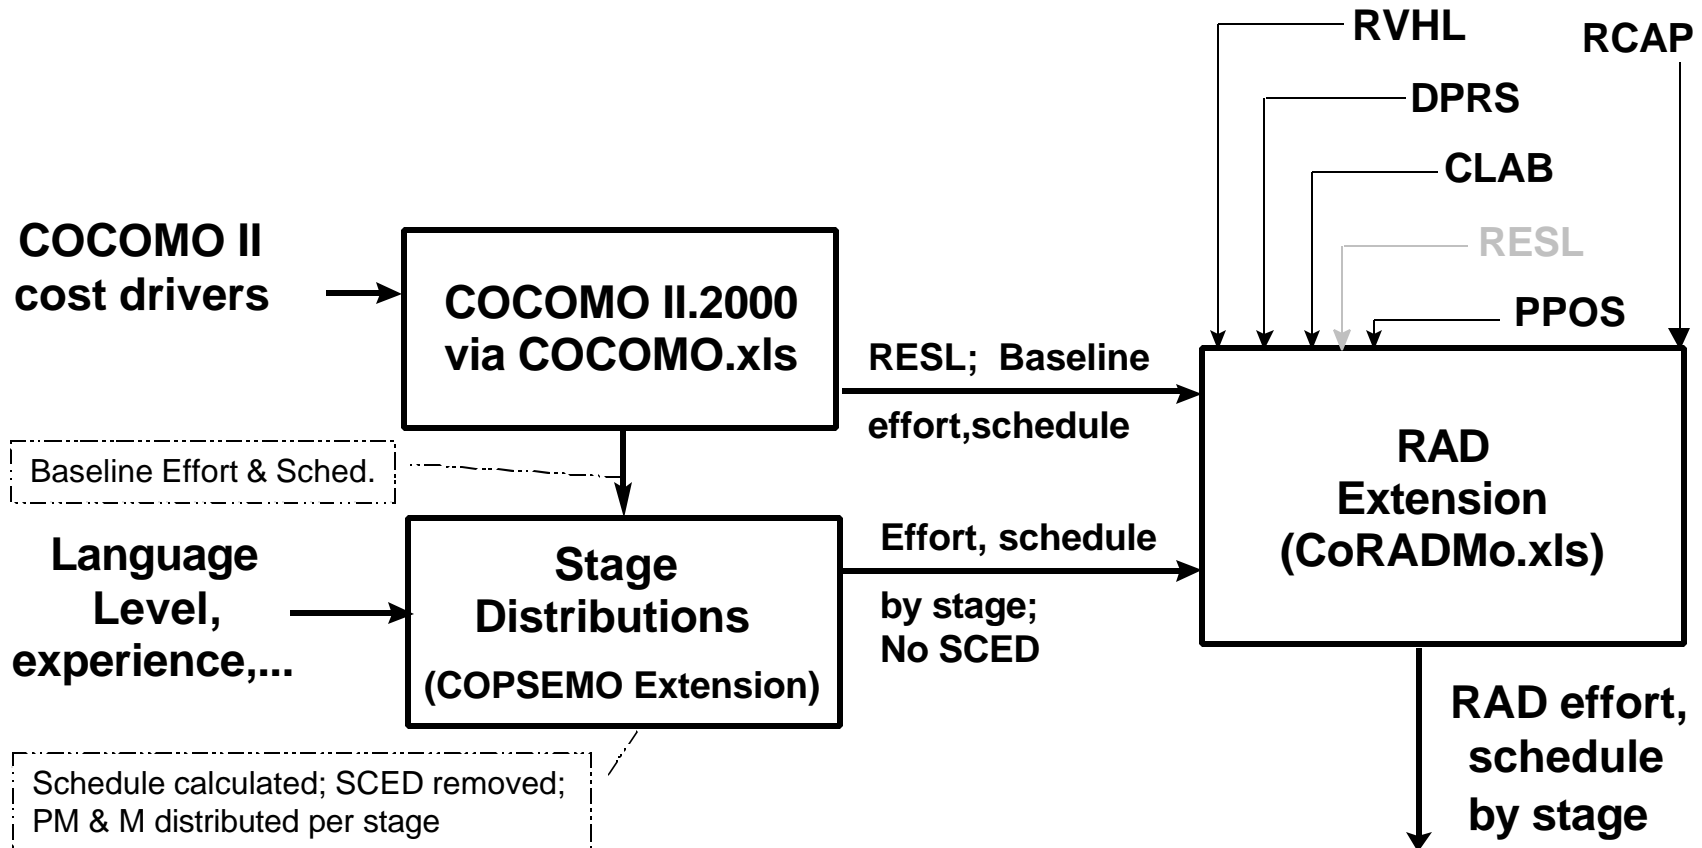 RVHL
RCAP
DPRS
CLAB
RESL
PPOS
COCOMO II
cost drivers
COCOMO II.2000
via COCOMO.xls
RESL;  Baseline
effort,schedule
Baseline Effort & Sched.
Language
Level,
experience,...
Stage
Distributions
(COPSEMO Extension)
Effort, schedule
by stage;
No SCED
RAD
Extension
(CoRADMo.xls)
Schedule calculated; SCED removed;
PM & M distributed per stage
RAD effort,
schedule
by stage